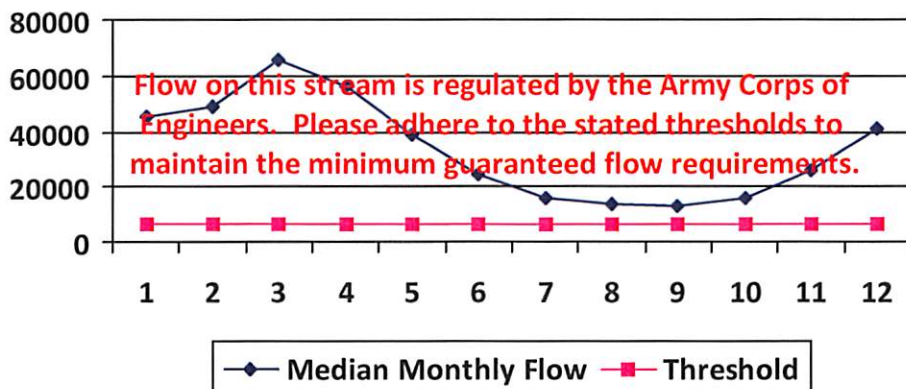 80000
60000
40000
20000
0
Flow on this stream is regulated by the Army Corps of
Engineers. Please adhere to the stated thresholds to
maintain the minimum guaranteed flow requirements.
1 2 3 4 5 6 7 8 9 10 11 12
Median Monthly Flow Threshold